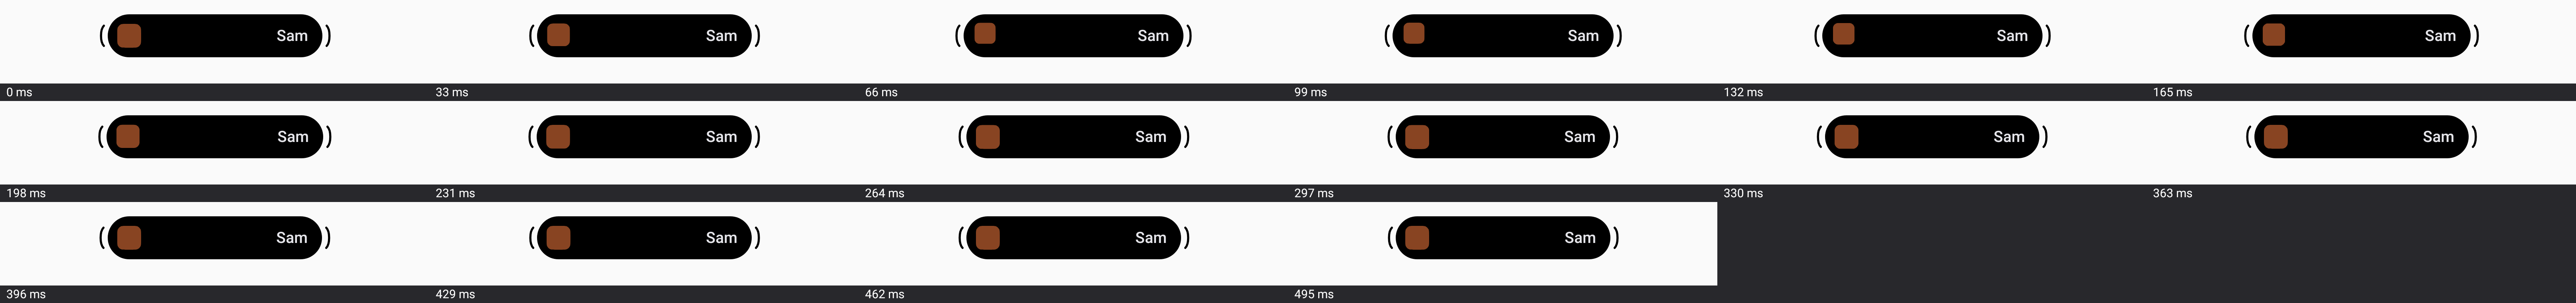 ( Sam ) ( Sam ) ( Sam ) ( Sam ) ( Sam ) ( Sam )
0 ms 33 ms 66 ms 99 ms 132 ms 165 ms
( Sam ) ( Sam ) ( Sam ) ( Sam ) ( Sam ) ( Sam )
198 ms 231 ms 264 ms 297 ms 330 ms 363 ms
( Sam ) ( Sam ) ( Sam ) ( Sam )
396 ms 429 ms 462 ms 495 ms